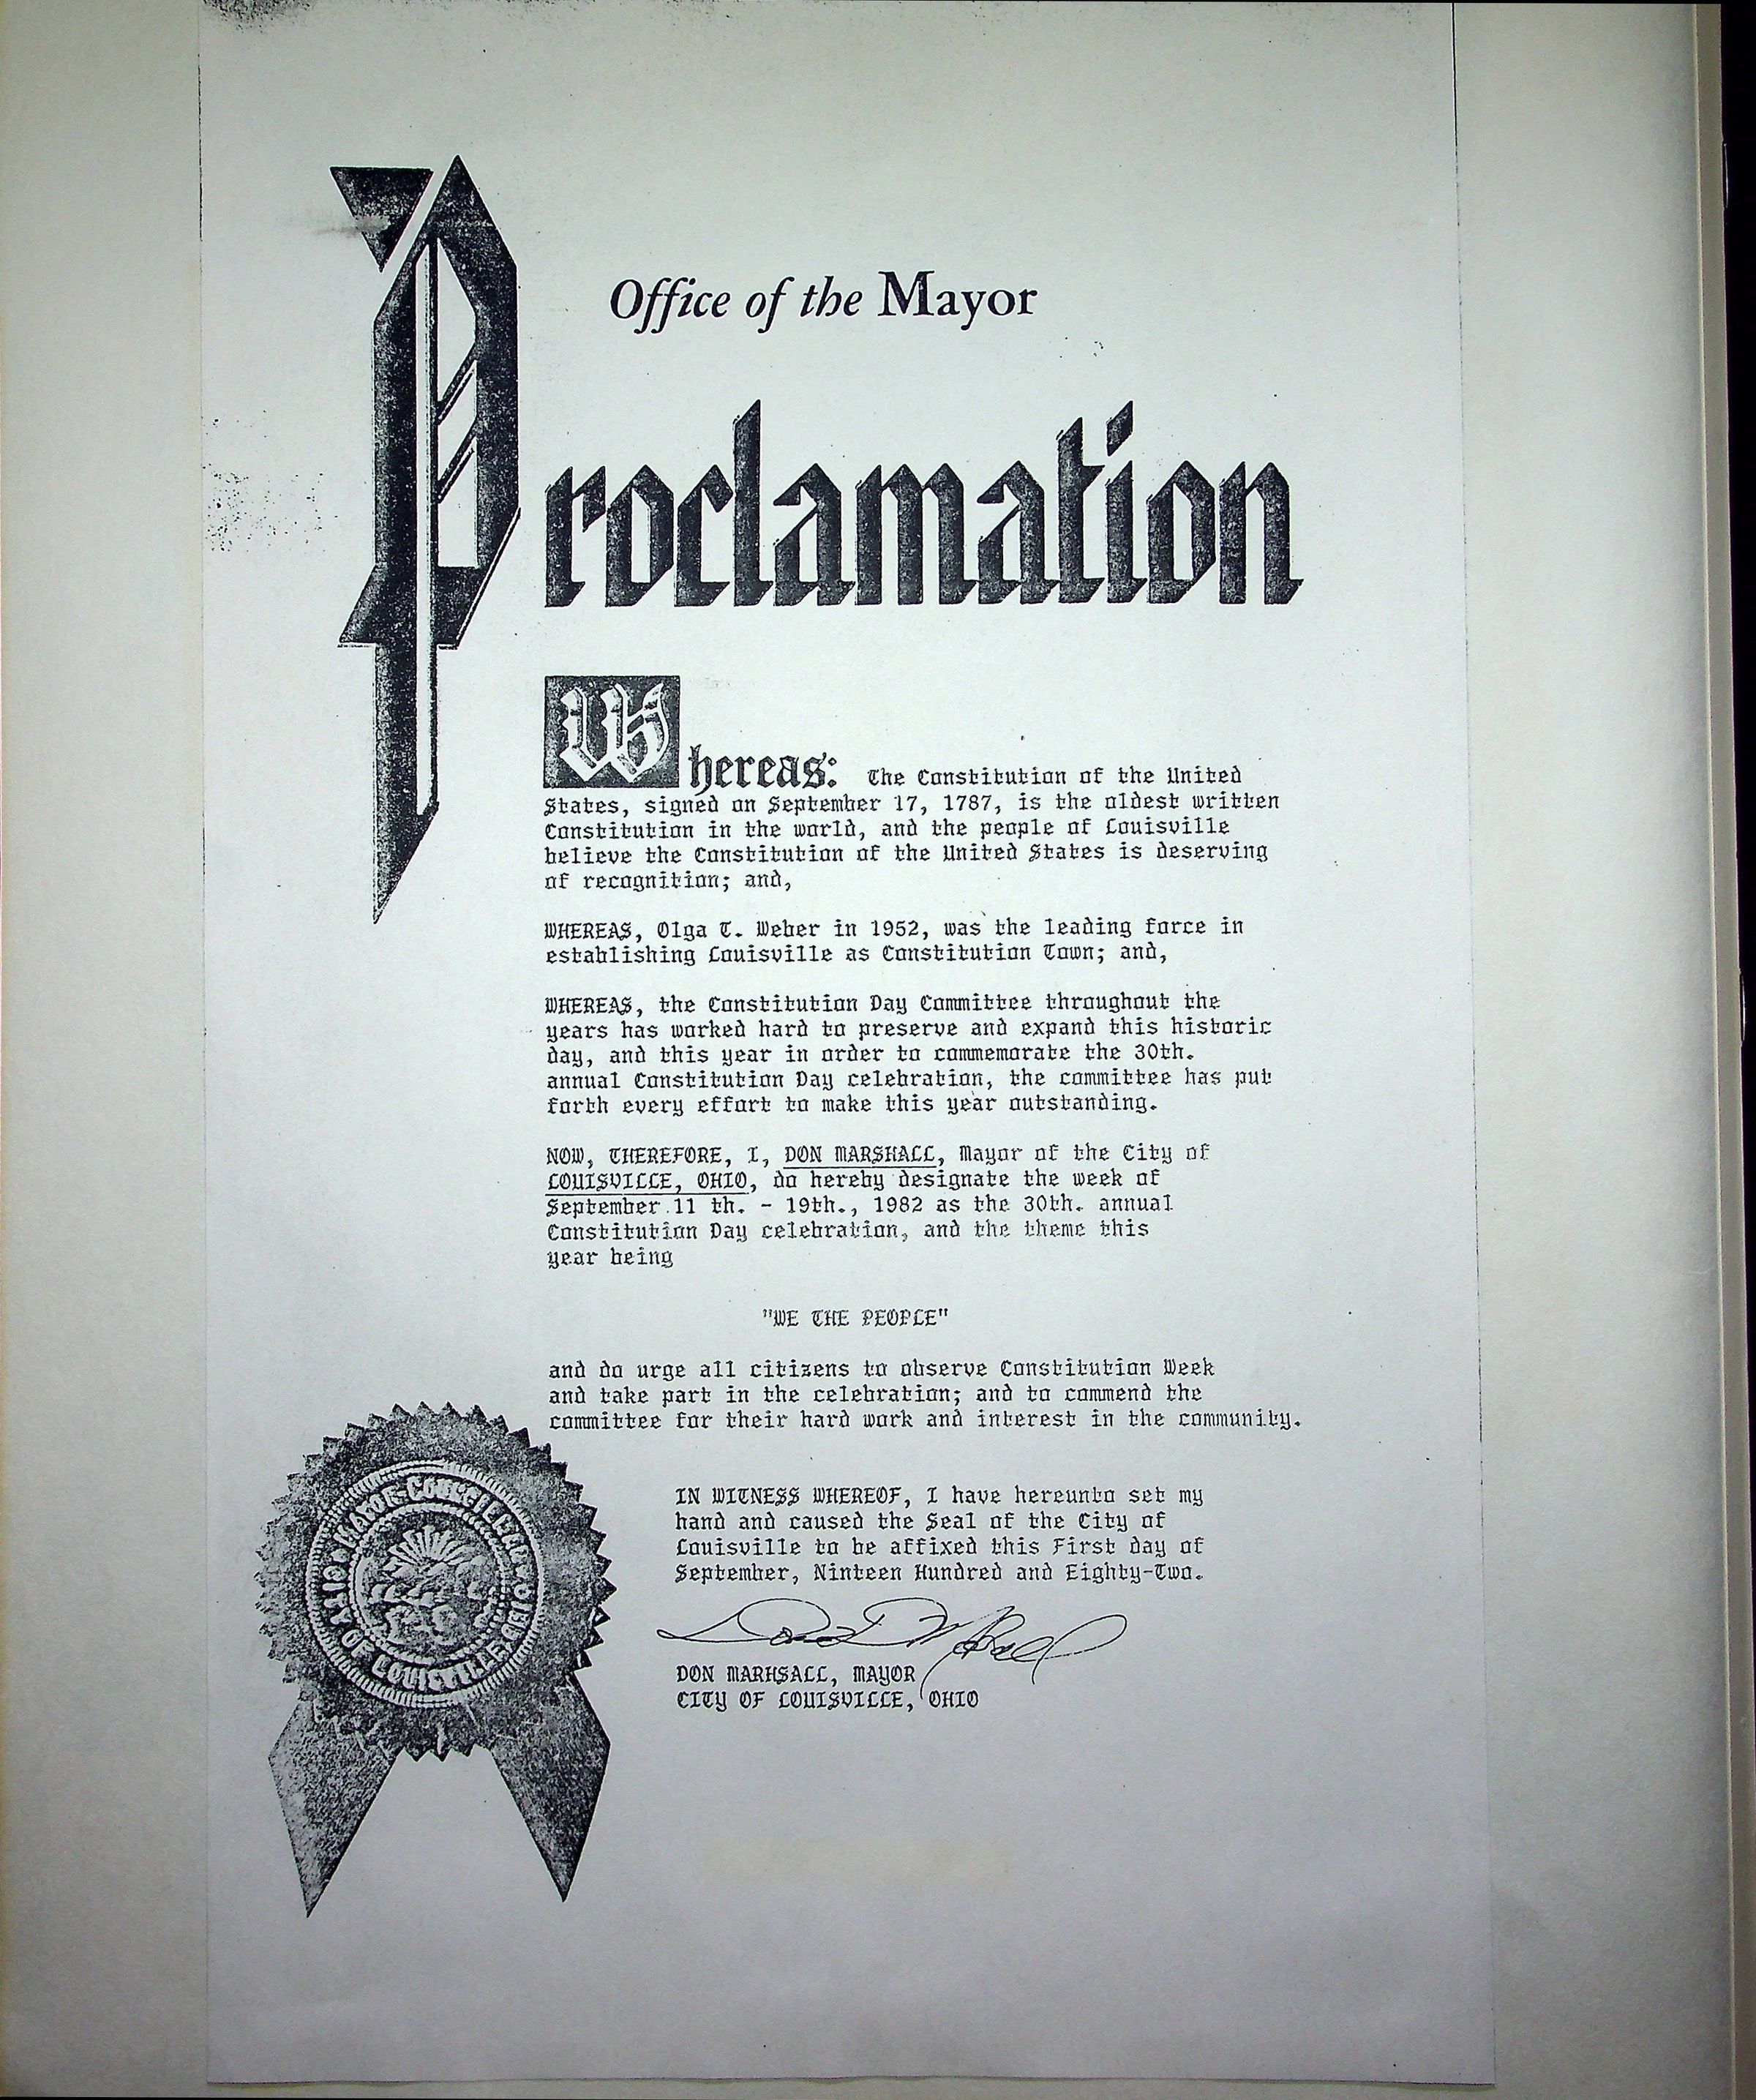 Office of the Mayor
Proclamation
Whereas: The Constitution of the United
States, signed on September 17, 1787, is the oldest written
Constitution in the world, and the people of Louisville
believe the Constitution of the United States is deserving
of recognition; and,
WHEREAS, Olga T. Weber in 1952, was the leading force in
establishing Louisville as Constitution Town; and,
WHEREAS, the Constitution Day Committee throughout the
years has worked hard to preserve and expand this historic
day, and this year in order to commemorate the 30th.
annual Constitution Day celebration, the committee has put
forth every effort to make this year outstanding.
NOW, THEREFORE, I, DON MARSHALL, Mayor of the City of
LOUISVILLE, OHIO, do hereby designate the week of
September 11 th. - 19th., 1982 as the 30th. annual
Constitution Day celebration, and the theme this
year being
"WE THE PEOPLE"
and do urge all citizens to observe Constitution Week
and take part in the celebration; and to commend the
committee for their hard work and interest in the community.
IN WITNESS WHEREOF, I have hereunto set my
hand and caused the Seal of the City of
Louisville to be affixed this First day of
September, Ninteen Hundred and Eighty-Two.
DON MARHSALL, MAYOR
CITY OF LOUISVILLE, OHIO
CITY OF LOUISVILLE